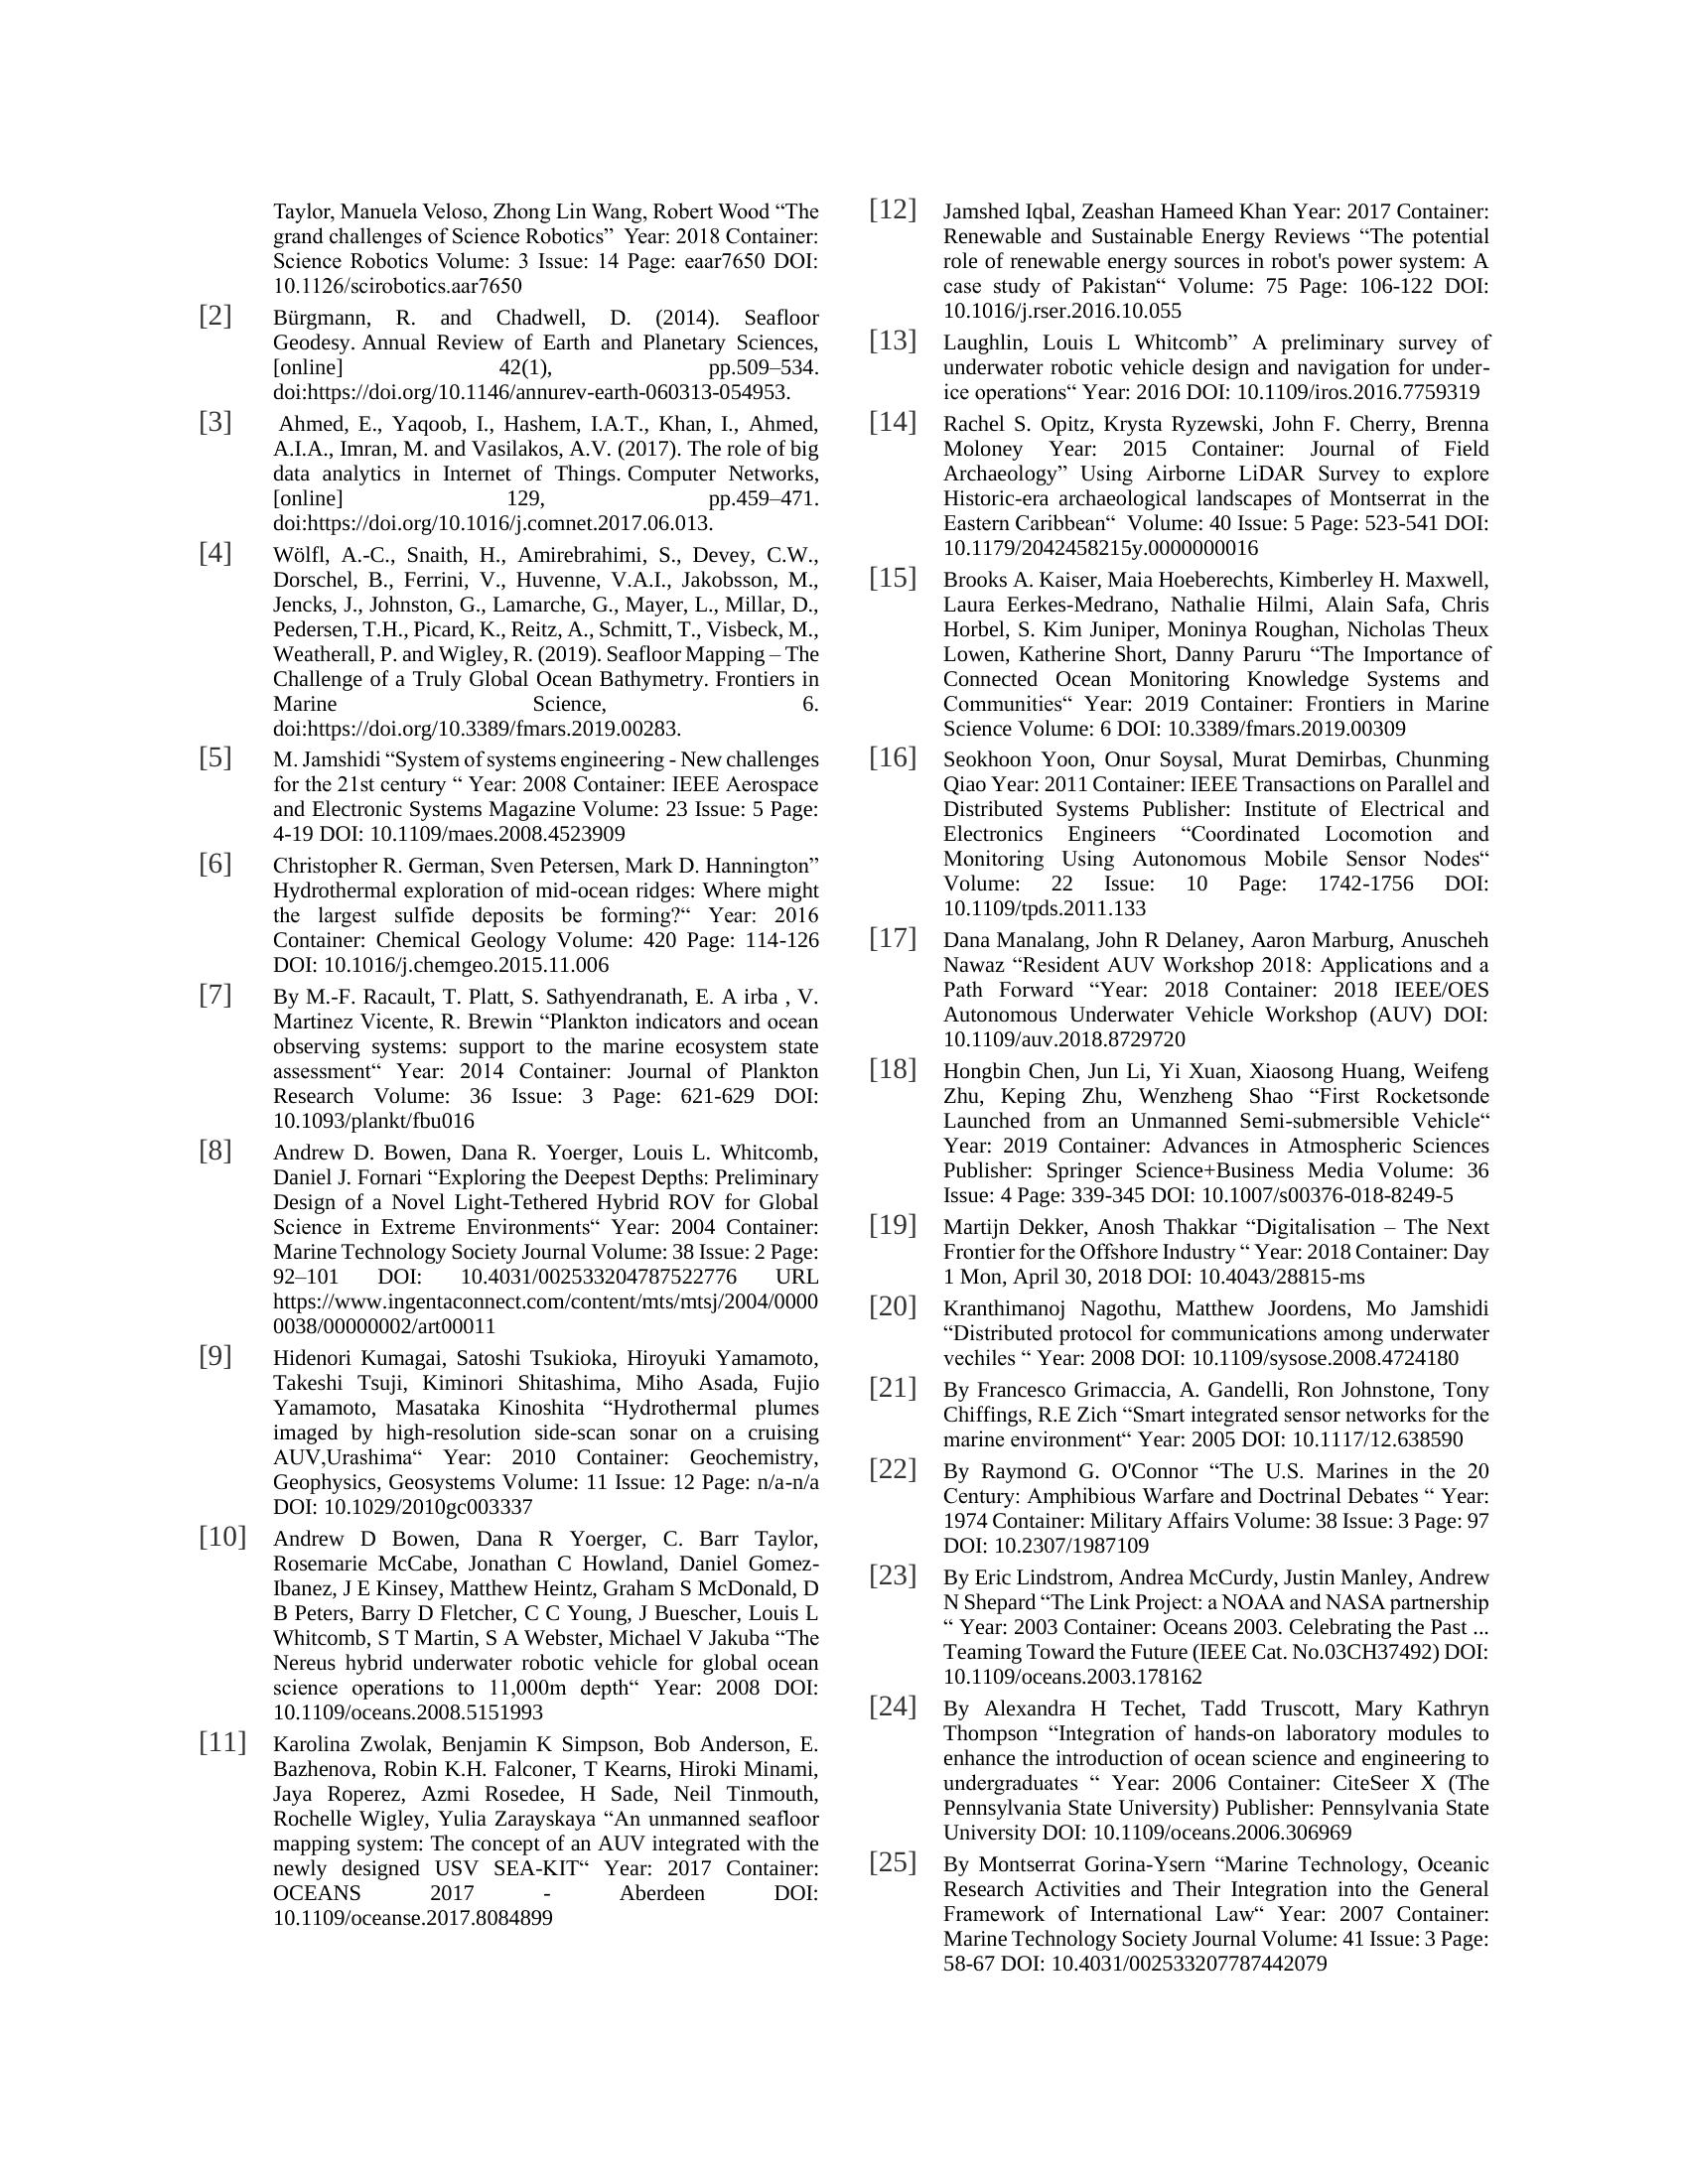 Taylor, Manuela Veloso, Zhong Lin Wang, Robert Wood “The
grand challenges of Science Robotics” Year: 2018 Container:
Science Robotics Volume: 3 Issue: 14 Page: eaar7650 DOI:
10.1126/scirobotics.aar7650
[2] Bürgmann, R. and Chadwell, D. (2014). Seafloor
Geodesy. Annual Review of Earth and Planetary Sciences,
[online] 42(1), pp.509–534.
doi:https://doi.org/10.1146/annurev-earth-060313-054953.
[3] Ahmed, E., Yaqoob, I., Hashem, I.A.T., Khan, I., Ahmed,
A.I.A., Imran, M. and Vasilakos, A.V. (2017). The role of big
data analytics in Internet of Things. Computer Networks,
[online] 129, pp.459–471.
doi:https://doi.org/10.1016/j.comnet.2017.06.013.
[4] Wölfl, A.-C., Snaith, H., Amirebrahimi, S., Devey, C.W.,
Dorschel, B., Ferrini, V., Huvenne, V.A.I., Jakobsson, M.,
Jencks, J., Johnston, G., Lamarche, G., Mayer, L., Millar, D.,
Pedersen, T.H., Picard, K., Reitz, A., Schmitt, T., Visbeck, M.,
Weatherall, P. and Wigley, R. (2019). Seafloor Mapping – The
Challenge of a Truly Global Ocean Bathymetry. Frontiers in
Marine Science, 6.
doi:https://doi.org/10.3389/fmars.2019.00283.
[5] M. Jamshidi “System of systems engineering - New challenges
for the 21st century “ Year: 2008 Container: IEEE Aerospace
and Electronic Systems Magazine Volume: 23 Issue: 5 Page:
4-19 DOI: 10.1109/maes.2008.4523909
[6] Christopher R. German, Sven Petersen, Mark D. Hannington”
Hydrothermal exploration of mid-ocean ridges: Where might
the largest sulfide deposits be forming?“ Year: 2016
Container: Chemical Geology Volume: 420 Page: 114-126
DOI: 10.1016/j.chemgeo.2015.11.006
[7] By M.-F. Racault, T. Platt, S. Sathyendranath, E. A irba , V.
Martinez Vicente, R. Brewin “Plankton indicators and ocean
observing systems: support to the marine ecosystem state
assessment“ Year: 2014 Container: Journal of Plankton
Research Volume: 36 Issue: 3 Page: 621-629 DOI:
10.1093/plankt/fbu016
[8] Andrew D. Bowen, Dana R. Yoerger, Louis L. Whitcomb,
Daniel J. Fornari “Exploring the Deepest Depths: Preliminary
Design of a Novel Light-Tethered Hybrid ROV for Global
Science in Extreme Environments“ Year: 2004 Container:
Marine Technology Society Journal Volume: 38 Issue: 2 Page:
92–101 DOI: 10.4031/002533204787522776 URL
https://www.ingentaconnect.com/content/mts/mtsj/2004/0000
0038/00000002/art00011
[9] Hidenori Kumagai, Satoshi Tsukioka, Hiroyuki Yamamoto,
Takeshi Tsuji, Kiminori Shitashima, Miho Asada, Fujio
Yamamoto, Masataka Kinoshita “Hydrothermal plumes
imaged by high-resolution side-scan sonar on a cruising
AUV,Urashima“ Year: 2010 Container: Geochemistry,
Geophysics, Geosystems Volume: 11 Issue: 12 Page: n/a-n/a
DOI: 10.1029/2010gc003337
[10] Andrew D Bowen, Dana R Yoerger, C. Barr Taylor,
Rosemarie McCabe, Jonathan C Howland, Daniel Gomez-
Ibanez, J E Kinsey, Matthew Heintz, Graham S McDonald, D
B Peters, Barry D Fletcher, C C Young, J Buescher, Louis L
Whitcomb, S T Martin, S A Webster, Michael V Jakuba “The
Nereus hybrid underwater robotic vehicle for global ocean
science operations to 11,000m depth“ Year: 2008 DOI:
10.1109/oceans.2008.5151993
[11] Karolina Zwolak, Benjamin K Simpson, Bob Anderson, E.
Bazhenova, Robin K.H. Falconer, T Kearns, Hiroki Minami,
Jaya Roperez, Azmi Rosedee, H Sade, Neil Tinmouth,
Rochelle Wigley, Yulia Zarayskaya “An unmanned seafloor
mapping system: The concept of an AUV integrated with the
newly designed USV SEA-KIT“ Year: 2017 Container:
OCEANS 2017 - Aberdeen DOI:
10.1109/oceanse.2017.8084899
[12] Jamshed Iqbal, Zeashan Hameed Khan Year: 2017 Container:
Renewable and Sustainable Energy Reviews “The potential
role of renewable energy sources in robot's power system: A
case study of Pakistan“ Volume: 75 Page: 106-122 DOI:
10.1016/j.rser.2016.10.055
[13] Laughlin, Louis L Whitcomb” A preliminary survey of
underwater robotic vehicle design and navigation for under-
ice operations“ Year: 2016 DOI: 10.1109/iros.2016.7759319
[14] Rachel S. Opitz, Krysta Ryzewski, John F. Cherry, Brenna
Moloney Year: 2015 Container: Journal of Field
Archaeology” Using Airborne LiDAR Survey to explore
Historic-era archaeological landscapes of Montserrat in the
Eastern Caribbean“ Volume: 40 Issue: 5 Page: 523-541 DOI:
10.1179/2042458215y.0000000016
[15] Brooks A. Kaiser, Maia Hoeberechts, Kimberley H. Maxwell,
Laura Eerkes-Medrano, Nathalie Hilmi, Alain Safa, Chris
Horbel, S. Kim Juniper, Moninya Roughan, Nicholas Theux
Lowen, Katherine Short, Danny Paruru “The Importance of
Connected Ocean Monitoring Knowledge Systems and
Communities“ Year: 2019 Container: Frontiers in Marine
Science Volume: 6 DOI: 10.3389/fmars.2019.00309
[16] Seokhoon Yoon, Onur Soysal, Murat Demirbas, Chunming
Qiao Year: 2011 Container: IEEE Transactions on Parallel and
Distributed Systems Publisher: Institute of Electrical and
Electronics Engineers “Coordinated Locomotion and
Monitoring Using Autonomous Mobile Sensor Nodes“
Volume: 22 Issue: 10 Page: 1742-1756 DOI:
10.1109/tpds.2011.133
[17] Dana Manalang, John R Delaney, Aaron Marburg, Anuscheh
Nawaz “Resident AUV Workshop 2018: Applications and a
Path Forward “Year: 2018 Container: 2018 IEEE/OES
Autonomous Underwater Vehicle Workshop (AUV) DOI:
10.1109/auv.2018.8729720
[18] Hongbin Chen, Jun Li, Yi Xuan, Xiaosong Huang, Weifeng
Zhu, Keping Zhu, Wenzheng Shao “First Rocketsonde
Launched from an Unmanned Semi-submersible Vehicle“
Year: 2019 Container: Advances in Atmospheric Sciences
Publisher: Springer Science+Business Media Volume: 36
Issue: 4 Page: 339-345 DOI: 10.1007/s00376-018-8249-5
[19] Martijn Dekker, Anosh Thakkar “Digitalisation – The Next
Frontier for the Offshore Industry “ Year: 2018 Container: Day
1 Mon, April 30, 2018 DOI: 10.4043/28815-ms
[20] Kranthimanoj Nagothu, Matthew Joordens, Mo Jamshidi
“Distributed protocol for communications among underwater
vechiles “ Year: 2008 DOI: 10.1109/sysose.2008.4724180
[21] By Francesco Grimaccia, A. Gandelli, Ron Johnstone, Tony
Chiffings, R.E Zich “Smart integrated sensor networks for the
marine environment“ Year: 2005 DOI: 10.1117/12.638590
[22] By Raymond G. O'Connor “The U.S. Marines in the 20
Century: Amphibious Warfare and Doctrinal Debates “ Year:
1974 Container: Military Affairs Volume: 38 Issue: 3 Page: 97
DOI: 10.2307/1987109
[23] By Eric Lindstrom, Andrea McCurdy, Justin Manley, Andrew
N Shepard “The Link Project: a NOAA and NASA partnership
“ Year: 2003 Container: Oceans 2003. Celebrating the Past ...
Teaming Toward the Future (IEEE Cat. No.03CH37492) DOI:
10.1109/oceans.2003.178162
[24] By Alexandra H Techet, Tadd Truscott, Mary Kathryn
Thompson “Integration of hands-on laboratory modules to
enhance the introduction of ocean science and engineering to
undergraduates “ Year: 2006 Container: CiteSeer X (The
Pennsylvania State University) Publisher: Pennsylvania State
University DOI: 10.1109/oceans.2006.306969
[25] By Montserrat Gorina-Ysern “Marine Technology, Oceanic
Research Activities and Their Integration into the General
Framework of International Law“ Year: 2007 Container:
Marine Technology Society Journal Volume: 41 Issue: 3 Page:
58-67 DOI: 10.4031/002533207787442079